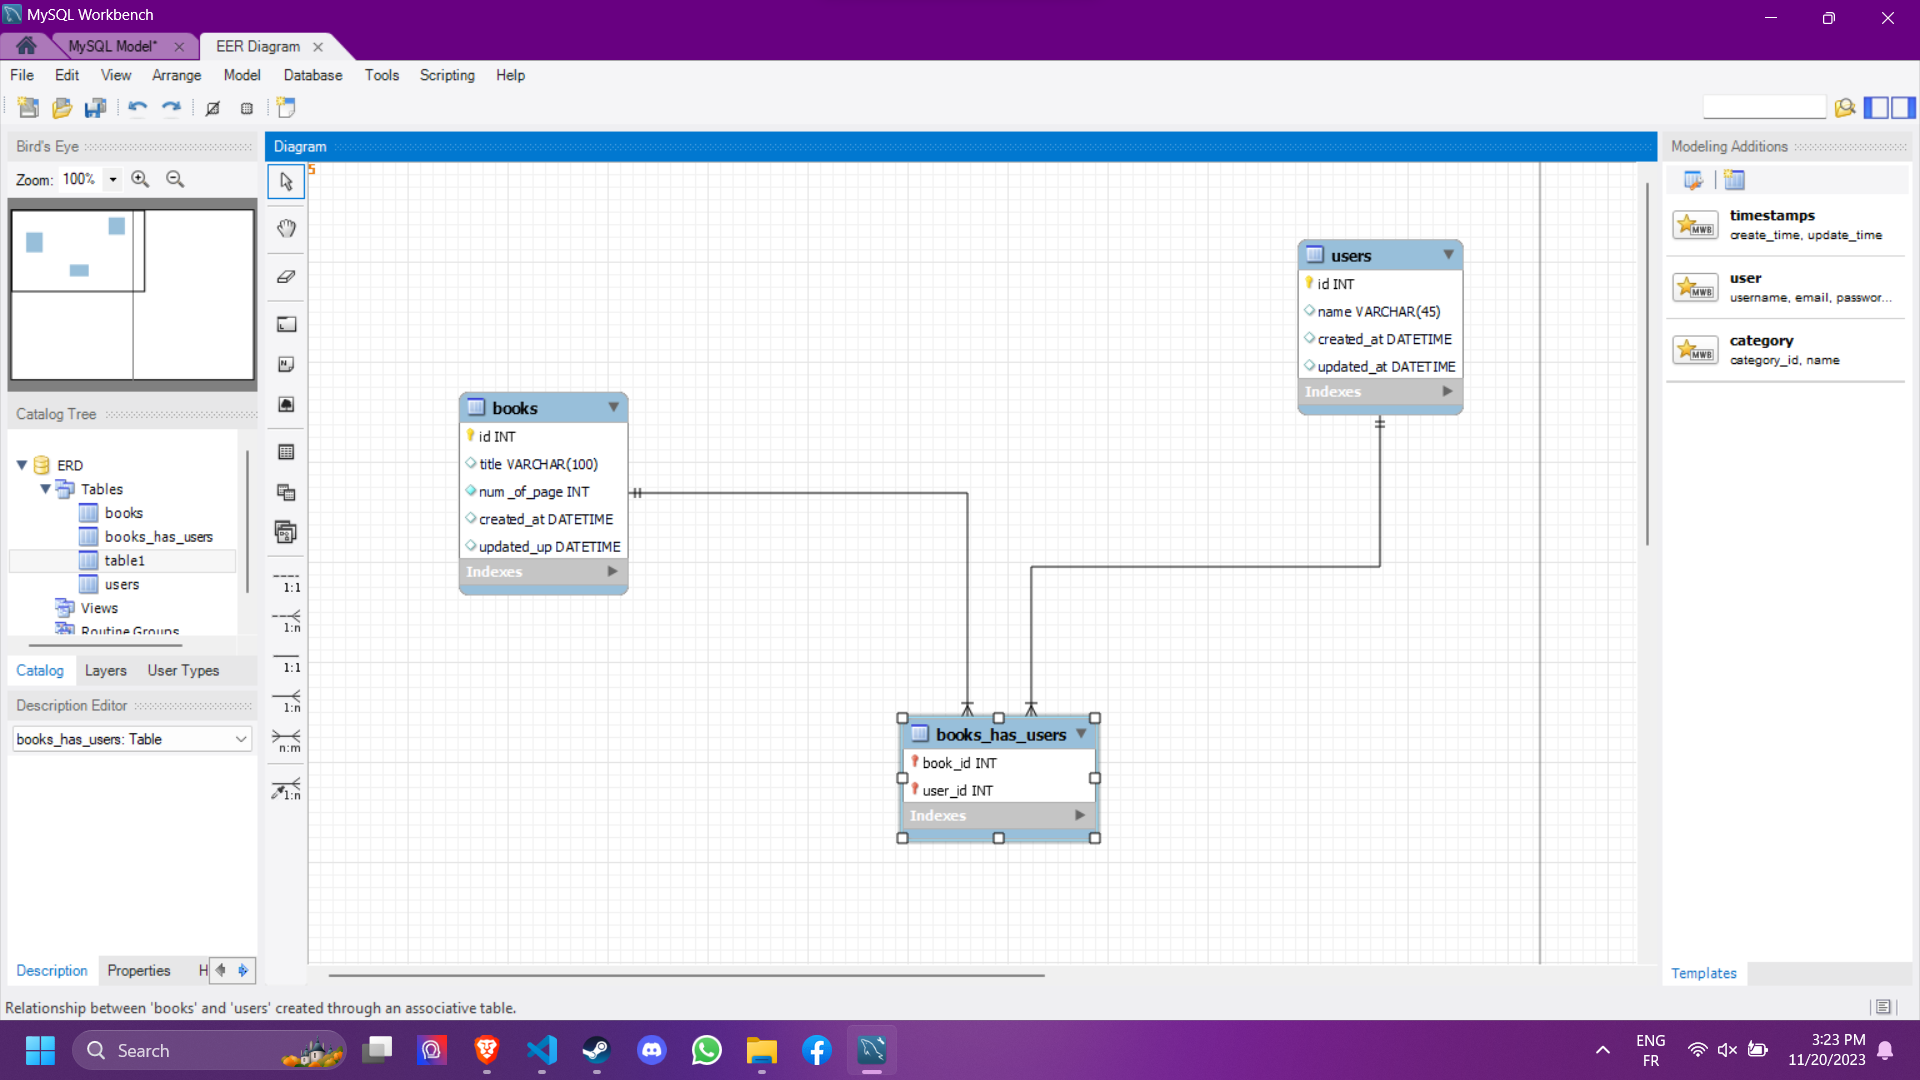 MySQL Workbench
MySQL Model*
EER Diagram
File Edit View Arrange Model Database Tools Scripting Help
Bird's Eye
Zoom: 100%
Catalog Tree
ERD
Tables
books
books_has_users
table1
users
Views
Routine Groups
Catalog Layers User Types
Description Editor
books_has_users: Table
Description Properties H
Diagram
1:1
1:n
1:1
1:n
n:m
1:n
books
id INT
title VARCHAR(100)
num_of_page INT
created_at DATETIME
updated_up DATETIME
Indexes
users
id INT
name VARCHAR(45)
created_at DATETIME
updated_at DATETIME
Indexes
books_has_users
book_id INT
user_id INT
Indexes
Modeling Additions
MWB
timestamps
create_time, update_time
MWB
user
username, email, passwor...
MWB
category
category_id, name
Templates
Relationship between 'books' and 'users' created through an associative table.
Search
ENG
FR
3:23 PM
11/20/2023